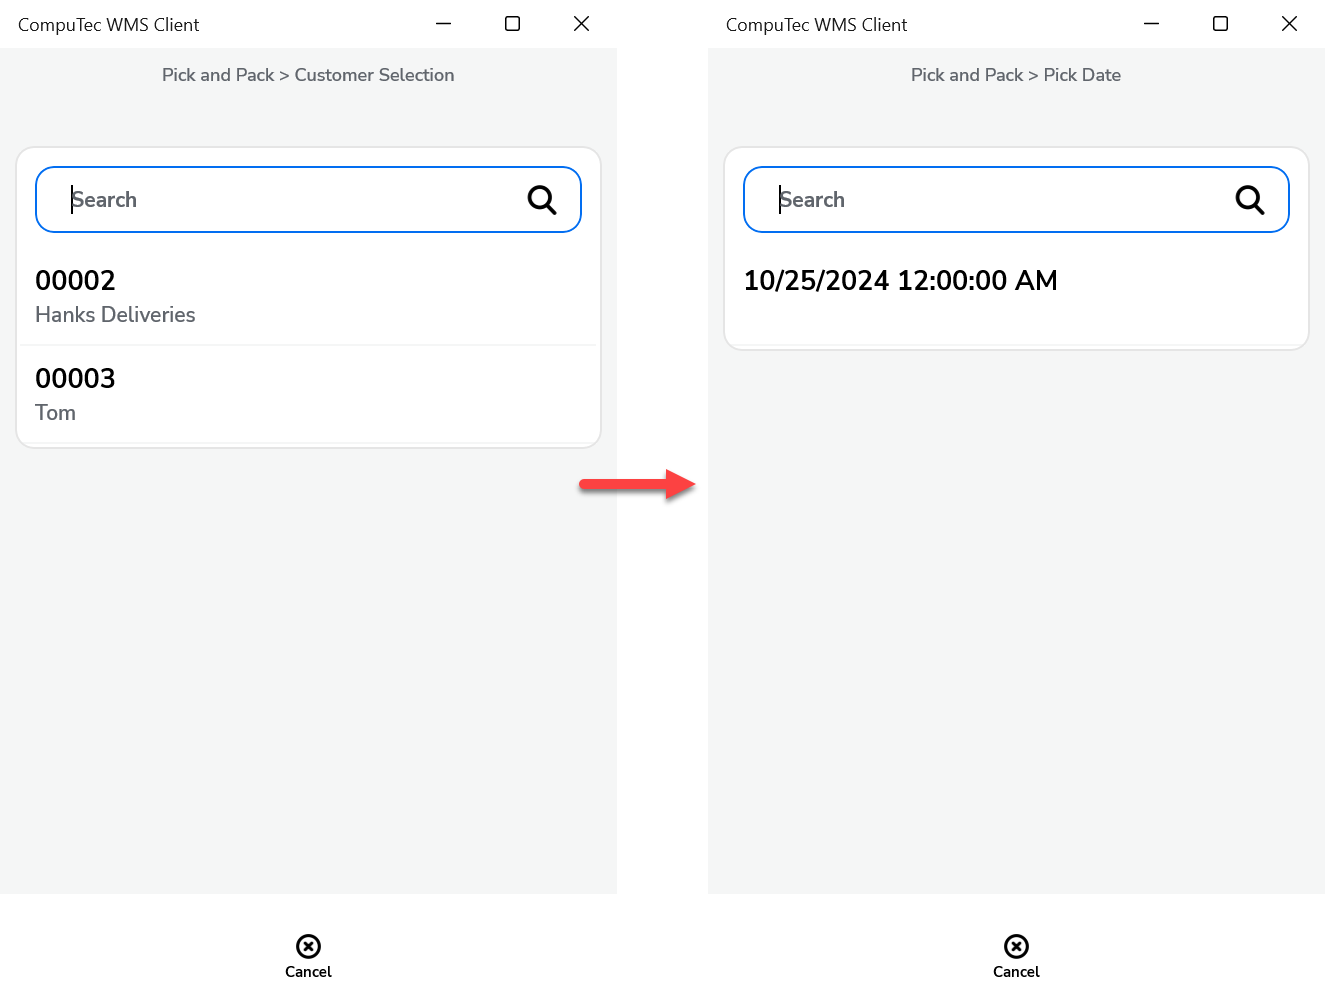 CompuTec WMS Client
Pick and Pack > Customer Selection
Search
00002
Hanks Deliveries
00003
Tom
Cancel
CompuTec WMS Client
Pick and Pack > Pick Date
Search
10/25/2024 12:00:00 AM
Cancel